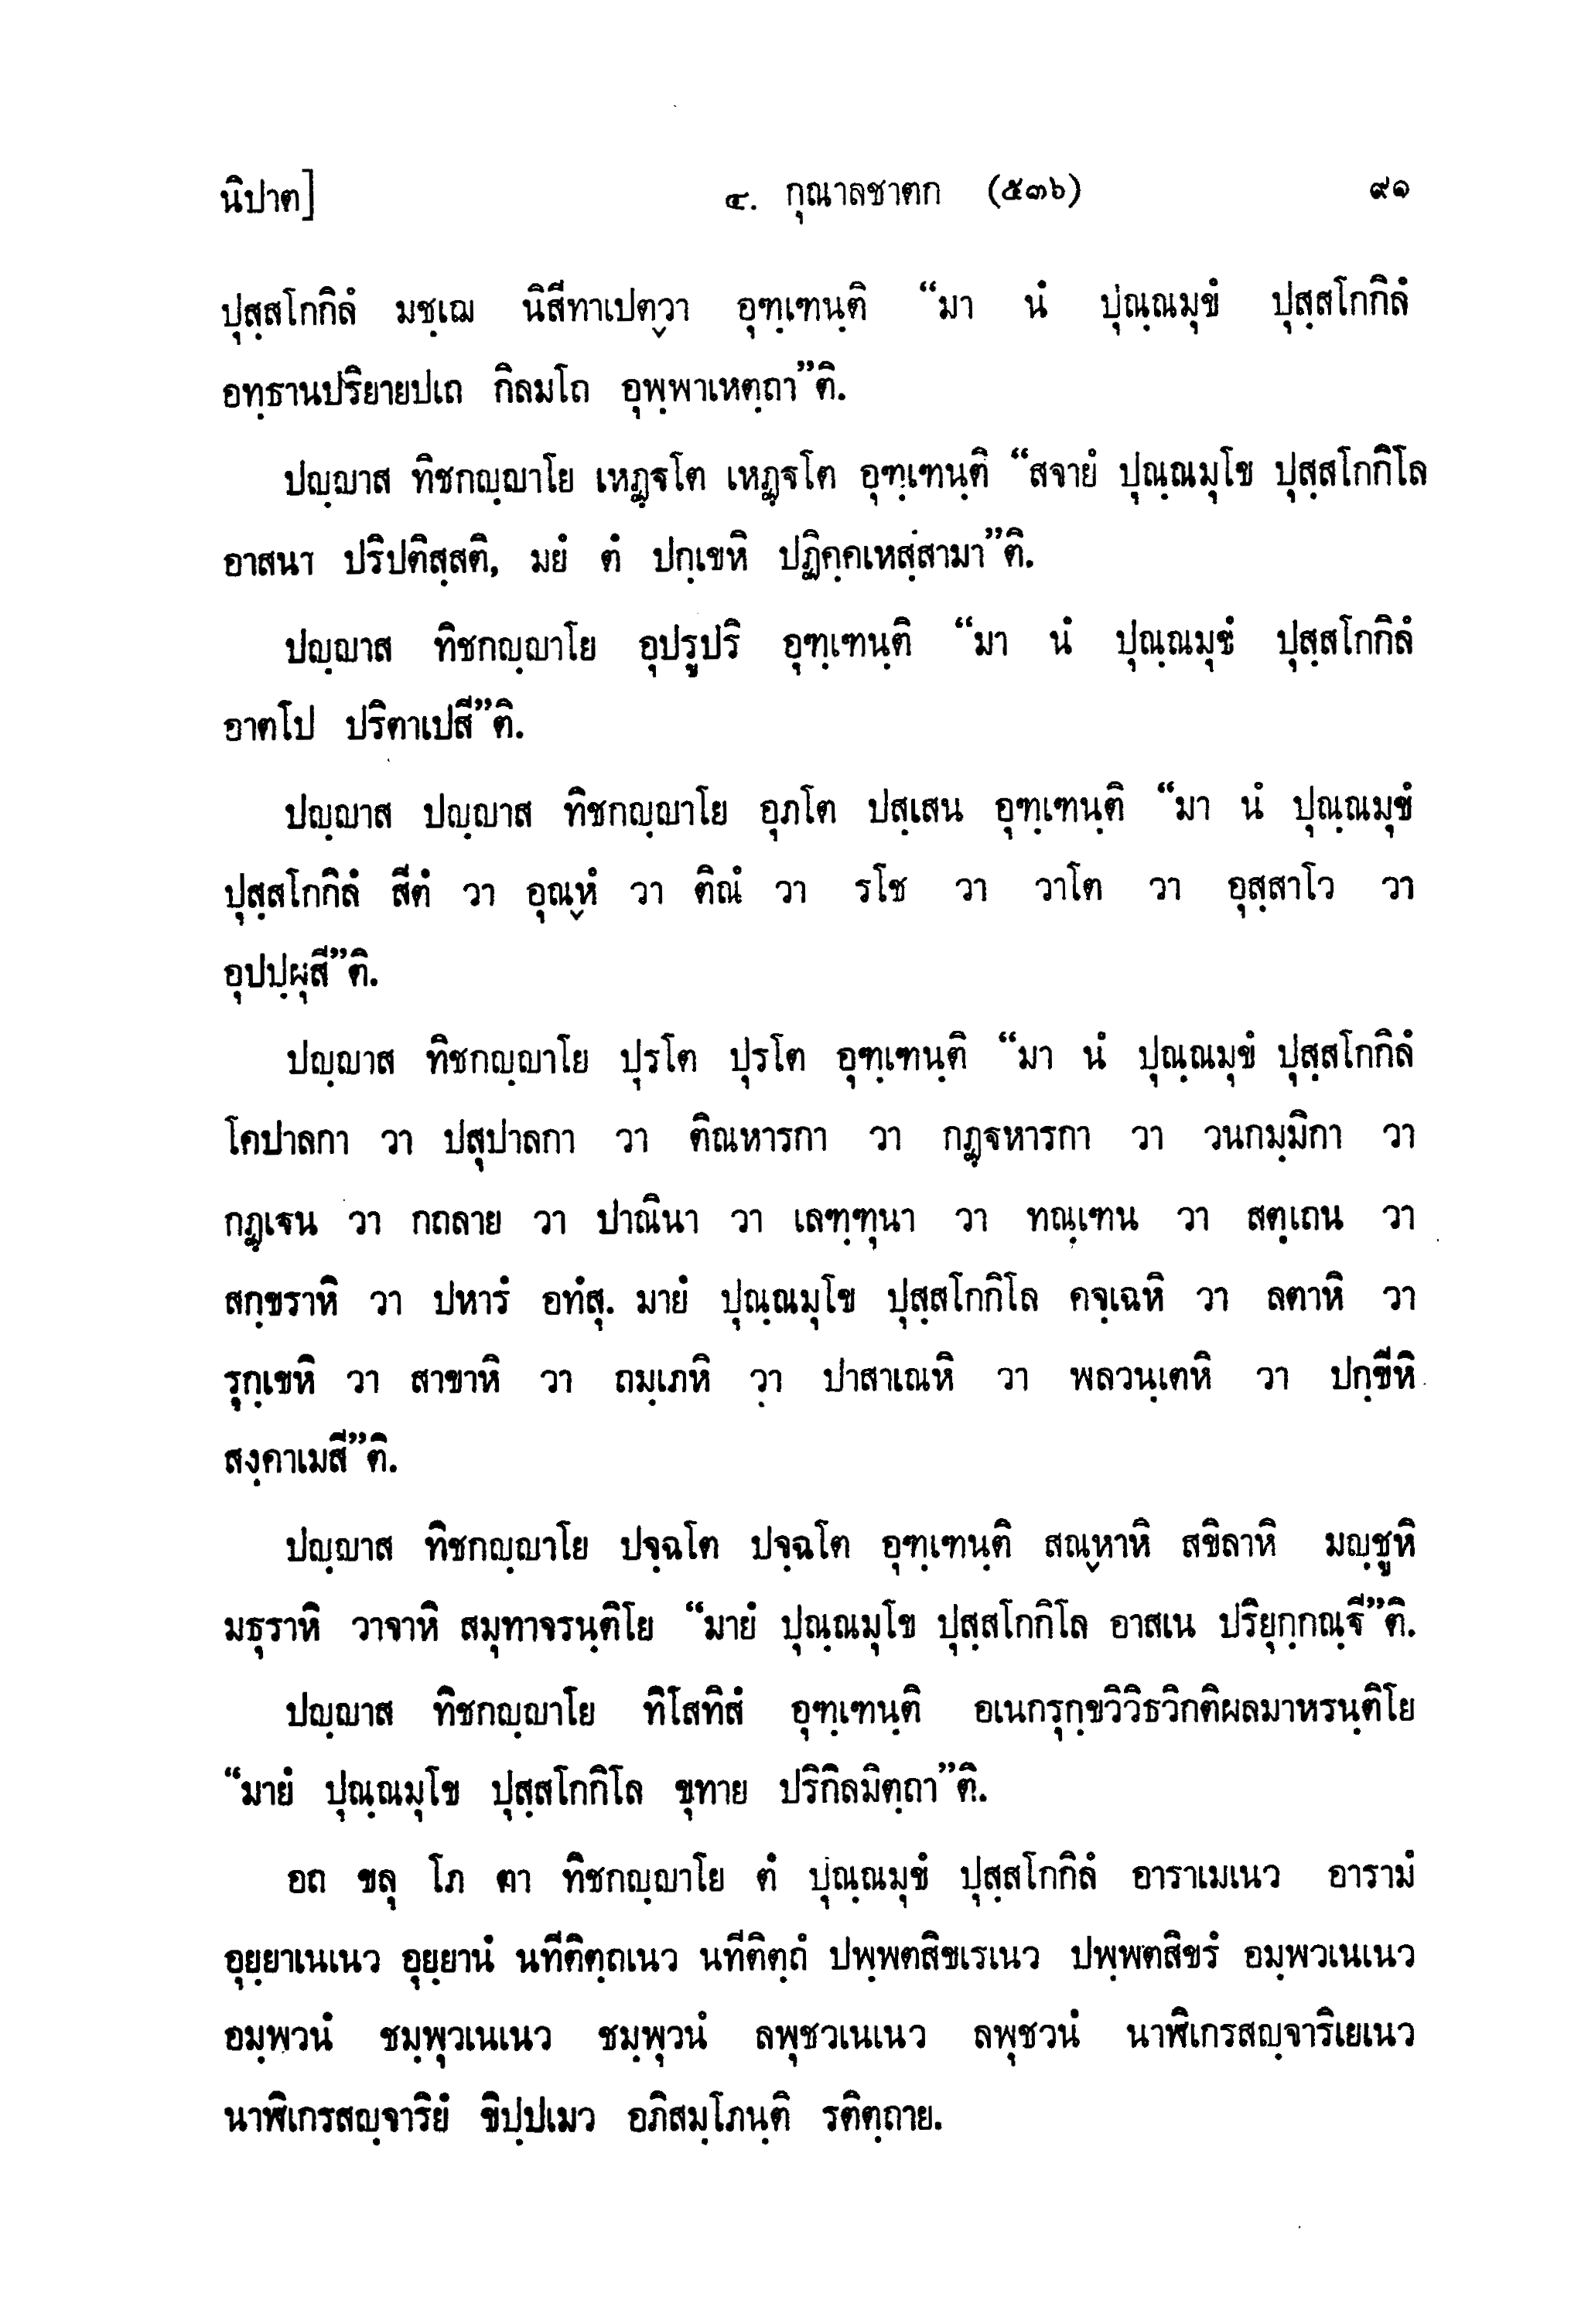 นิปาต] ๔. กุณาลชาตก (๕๓๖) ๙๑
ปุสฺสโกกิลํ มชฺเฌ นิสีทาเปตฺวา อุฑฺเฑนฺติ “มา นํ ปุณฺณมุขํ ปุสฺสโกกิลํ
อทฺธานปริยายปเถ กิลมโถ อุพฺพาเหตฺถา”ติ.
ปญฺญาส ทิชกญฺญาโย เหฏฺฐโต เหฏฺฐโต อุฑฺเฑนฺติ “สจายํ ปุณฺณมุโข ปุสฺสโกกิโล
อาสนา ปริปติสฺสติ, มยํ ตํ ปกฺเขหิ ปฏิคฺคเหสฺสามา”ติ.
ปญฺญาส ทิชกญฺญาโย อุปรูปริ อุฑฺเฑนฺติ “มา นํ ปุณฺณมุขํ ปุสฺสโกกิลํ
อาตโป ปริตาเปสี”ติ.
ปญฺญาส ปญฺญาส ทิชกญฺญาโย อุภโต ปสฺเสน อุฑฺเฑนฺติ “มา นํ ปุณฺณมุขํ
ปุสฺสโกกิลํ สีตํ วา อุณฺหํ วา ติณํ วา รโช วา วาโต วา อุสฺสาโว วา
อุปปฺผุสี”ติ.
ปญฺญาส ทิชกญฺญาโย ปุรโต ปุรโต อุฑฺเฑนฺติ “มา นํ ปุณฺณมุขํ ปุสฺสโกกิลํ
โคปาลกา วา ปสุปาลกา วา ติณหารกา วา กฏฺฐหารกา วา วนกมฺมิกา วา
กฏฺเฐน วา กถลาย วา ปาณินา วา เลฑฺฑุนา วา ทณฺเฑน วา สตฺเถน วา
สกฺขราหิ วา ปหารํ อทํสุ. มายํ ปุณฺณมุโข ปุสฺสโกกิโล คจฺเฉหิ วา ลตาหิ วา
รุกฺเขหิ วา สาขาหิ วา ถมฺเภหิ วา ปาสาเณหิ วา พลวนฺเตหิ วา ปกฺขีหิ
สงฺคาเมสี”ติ.
ปญฺญาส ทิชกญฺญาโย ปจฺฉโต ปจฺฉโต อุฑฺเฑนฺติ สณฺหาหิ สขิลาหิ มญฺชูหิ
มธุราหิ วาจาหิ สมุทาจรนฺติโย “มายํ ปุณฺณมุโข ปุสฺสโกกิโล อาสเน ปริยุกฺกณฺฐี”ติ.
ปญฺญาส ทิชกญฺญาโย ทิโสทิสํ อุฑฺเฑนฺติ อเนกรุกฺขวิวิธวิกติผลมาหรนฺติโย
“มายํ ปุณฺณมุโข ปุสฺสโกกิโล ขุทาย ปริกิลมิตฺถา”ติ.
อถ ขลุ โภ ตา ทิชกญฺญาโย ตํ ปุณฺณมุขํ ปุสฺสโกกิลํ อาราเมเนว อารามํ
อุยฺยาเนเนว อุยฺยานํ นทีติตฺถเนว นทีติตฺถํ ปพฺพตสิขเรเนว ปพฺพตสิขรํ อมฺพวเนเนว
อมฺพวนํ ชมฺพุวเนเนว ชมฺพุวนํ ลพุชวเนเนว ลพุชวนํ นาฬิเกรสญฺจาริเยเนว
นาฬิเกรสญฺจาริยํ ขิปฺปเมว อภิสมฺโภนฺติ รติตฺถาย.